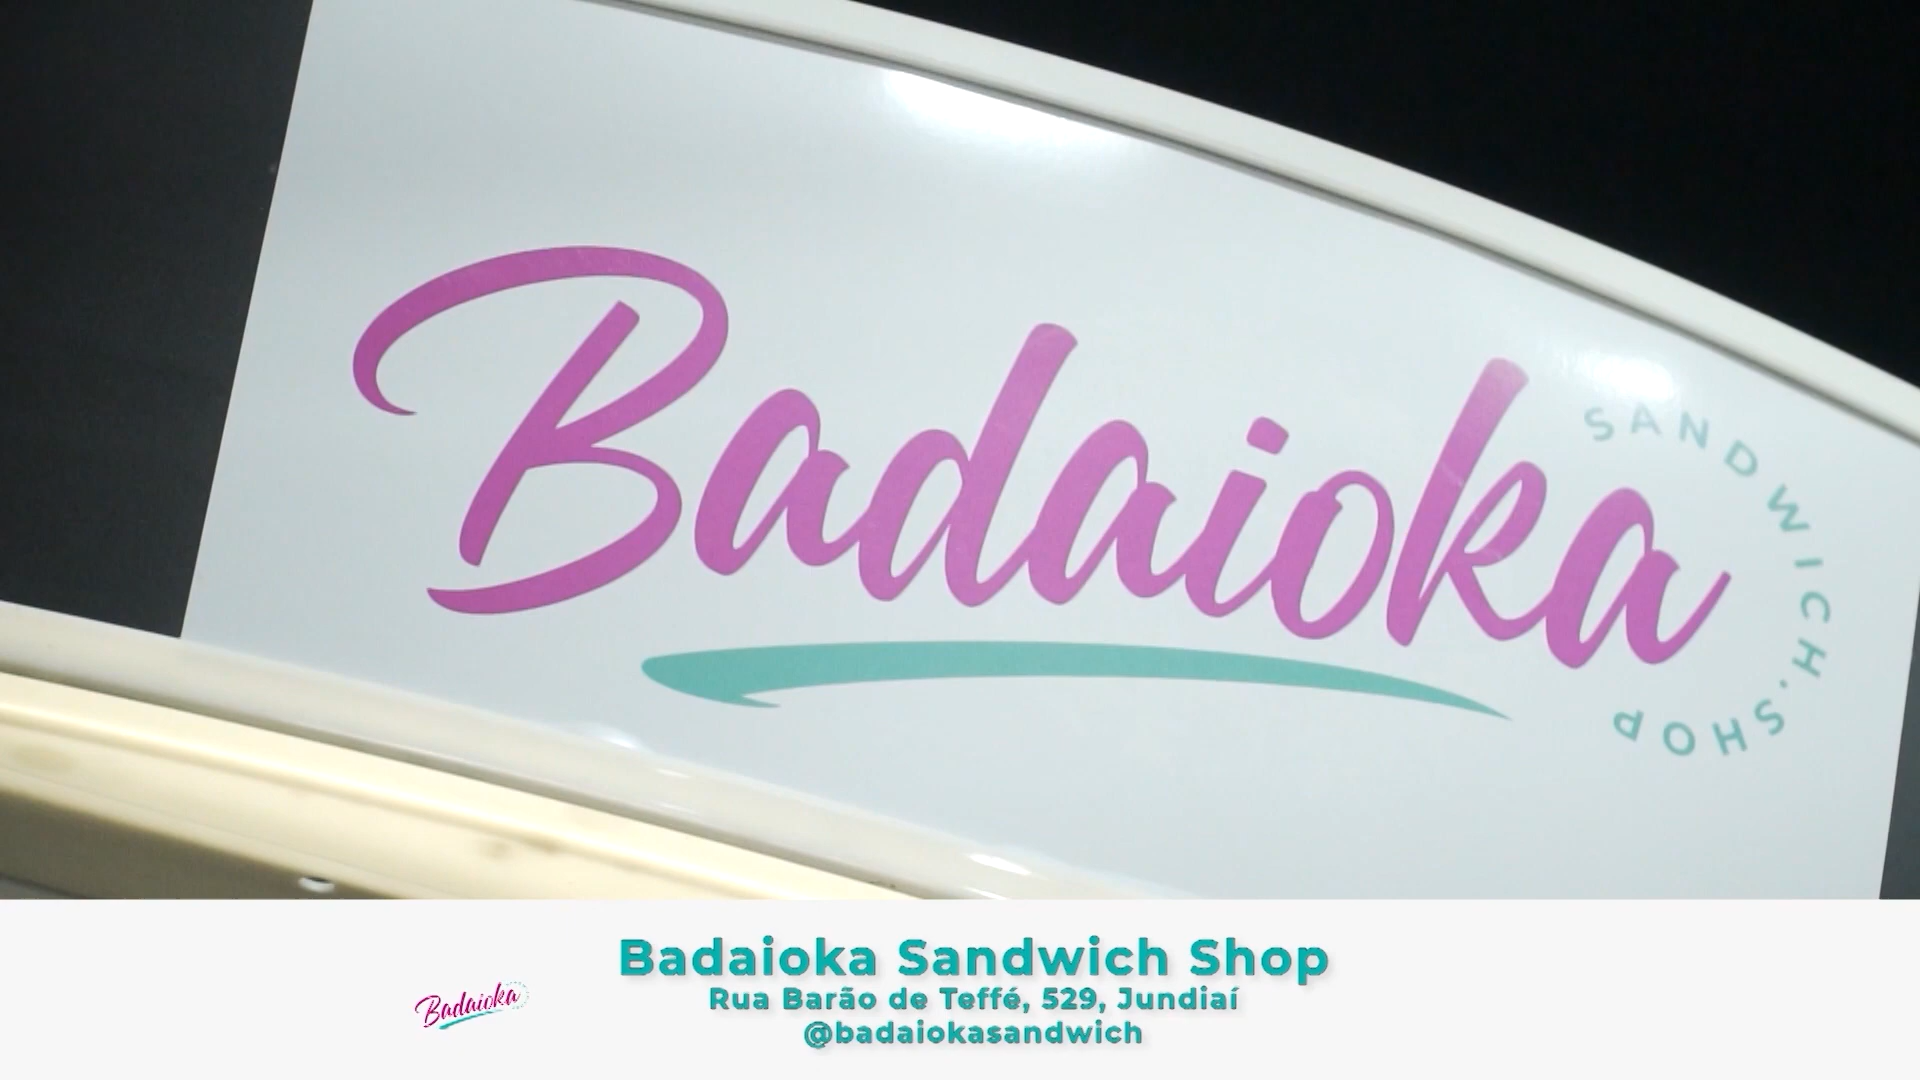 Badaioka
SANDWICH.SHOP
Badaioka Sandwich Shop
Badaioka
Rua Barão de Teffé, 529, Jundiaí
@badaiokasandwich